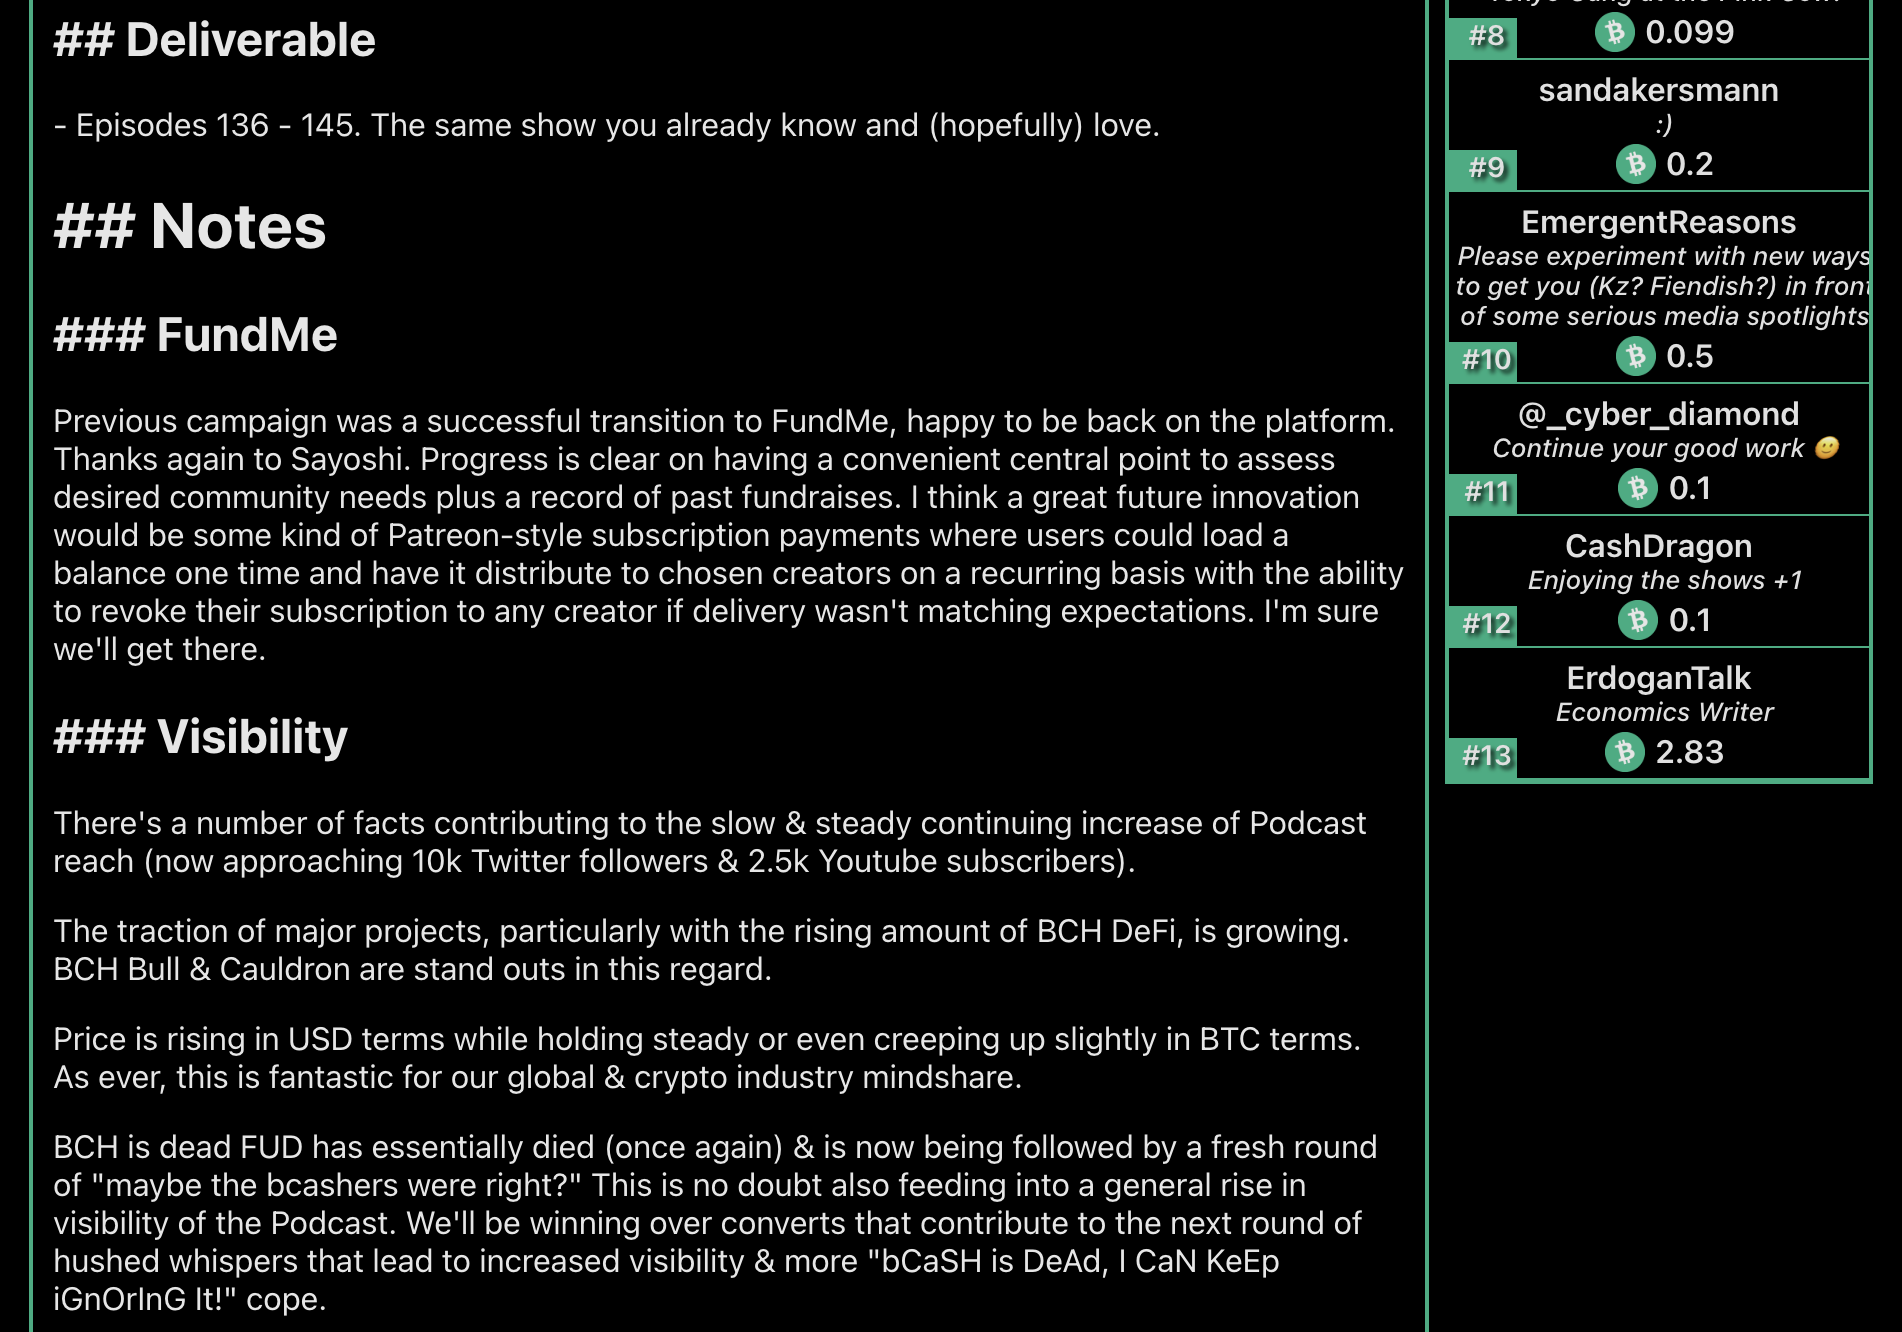 ## Deliverable
- Episodes 136 - 145. The same show you already know and (hopefully) love.
## Notes
### FundMe
Previous campaign was a successful transition to FundMe, happy to be back on the platform.
Thanks again to Sayoshi. Progress is clear on having a convenient central point to assess
desired community needs plus a record of past fundraises. I think a great future innovation
would be some kind of Patreon-style subscription payments where users could load a
balance one time and have it distribute to chosen creators on a recurring basis with the ability
to revoke their subscription to any creator if delivery wasn't matching expectations. I'm sure
we'll get there.
### Visibility
There's a number of facts contributing to the slow & steady continuing increase of Podcast
reach (now approaching 10k Twitter followers & 2.5k Youtube subscribers).
The traction of major projects, particularly with the rising amount of BCH DeFi, is growing.
BCH Bull & Cauldron are stand outs in this regard.
Price is rising in USD terms while holding steady or even creeping up slightly in BTC terms.
As ever, this is fantastic for our global & crypto industry mindshare.
BCH is dead FUD has essentially died (once again) & is now being followed by a fresh round
of "maybe the bcashers were right?" This is no doubt also feeding into a general rise in
visibility of the Podcast. We'll be winning over converts that contribute to the next round of
hushed whispers that lead to increased visibility & more "bCaSH is DeAd, I CaN KeEp
iGnOrInG It!" cope.
#8 0.099
sandakersmann
:)
#9 0.2
EmergentReasons
Please experiment with new ways
to get you (Kz? Fiendish?) in front
of some serious media spotlights
#10 0.5
@_cyber_diamond
Continue your good work 🙂
#11 0.1
CashDragon
Enjoying the shows +1
#12 0.1
ErdoganTalk
Economics Writer
#13 2.83